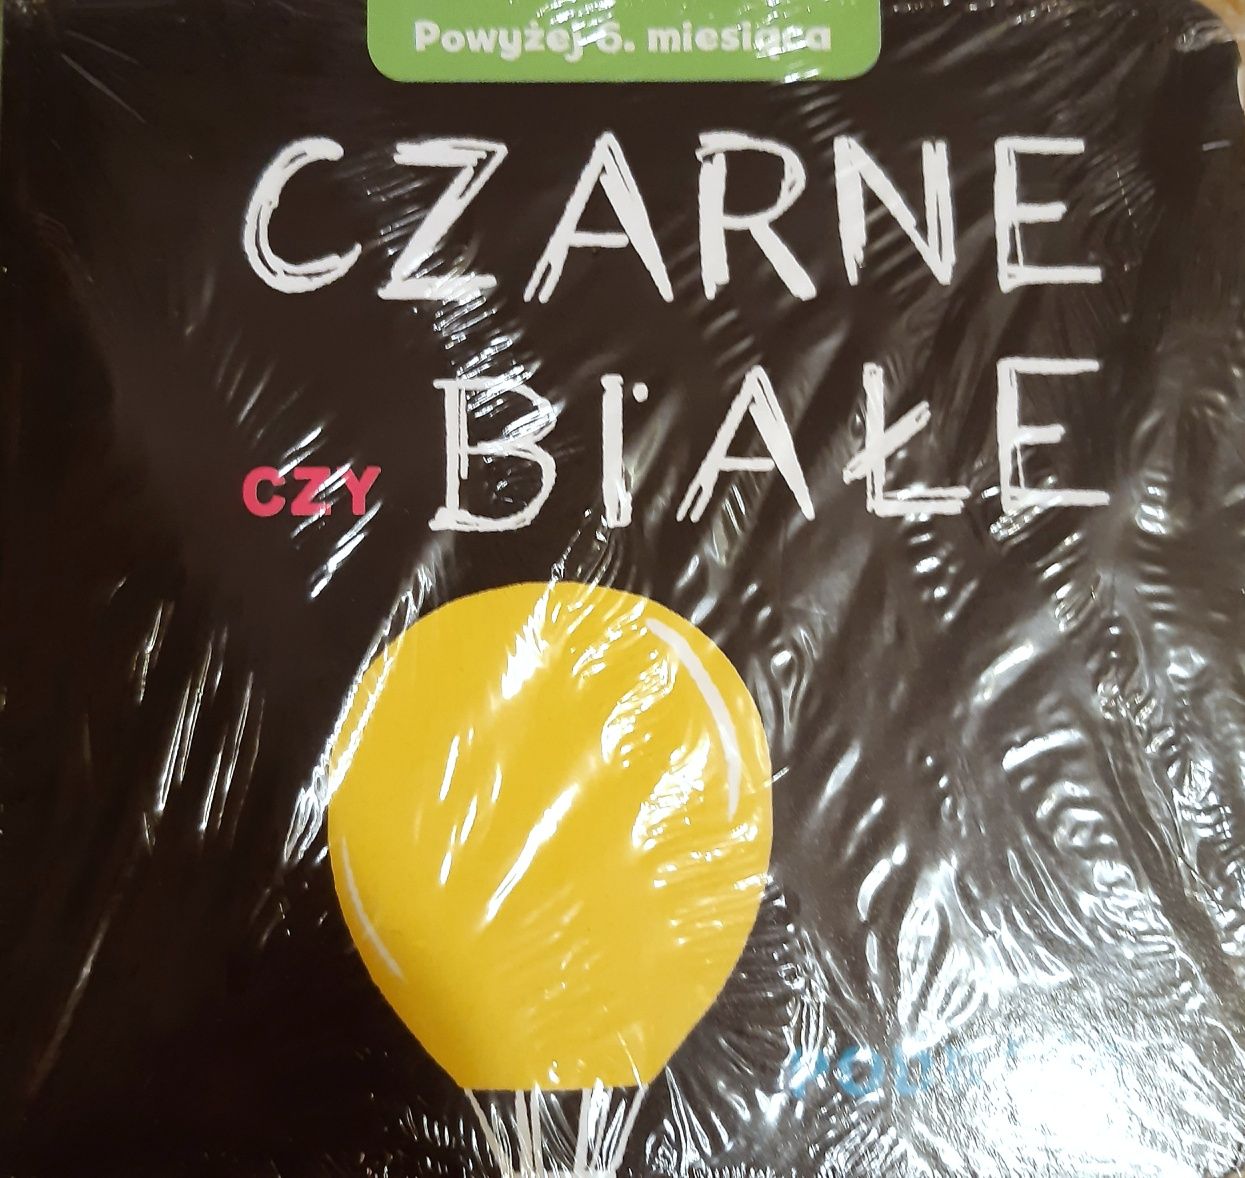 Powyżej 6. miesiąca
CZARNE
CZY BiAŁE